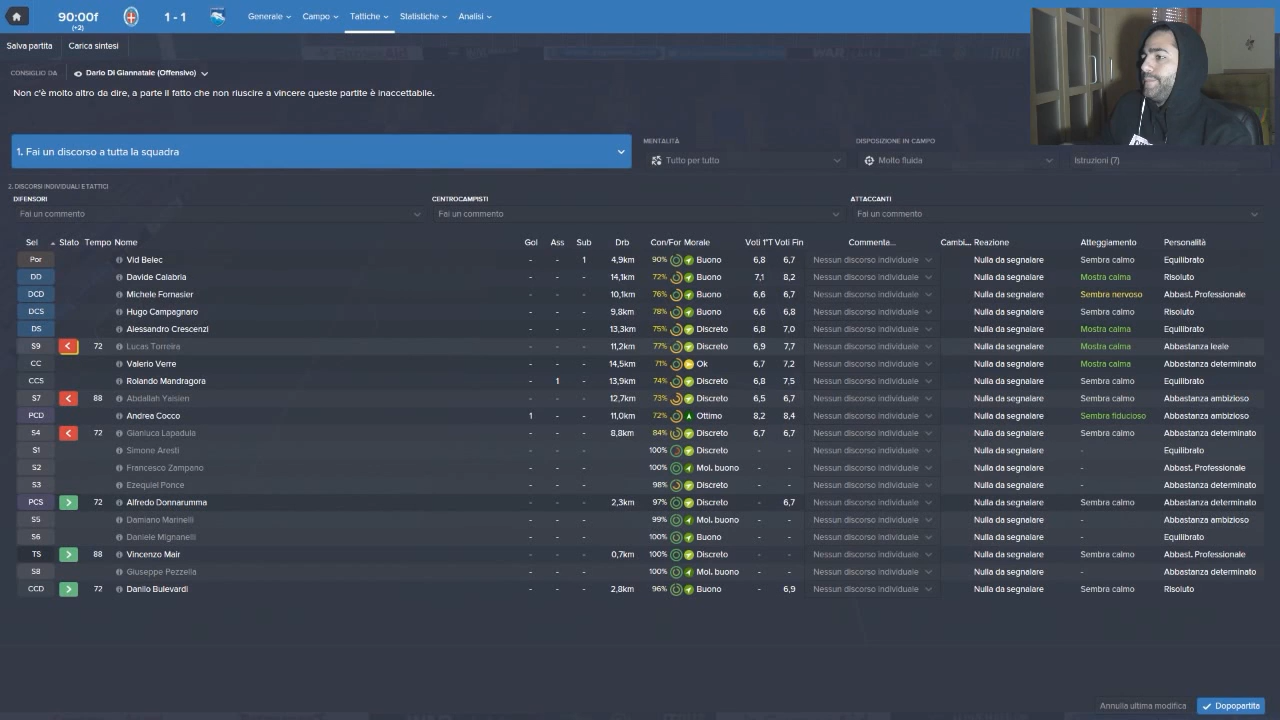 90:00f 1 - 1 Generale Campo Tattiche Statistiche Analisi
(+2)
Salva partita Carica sintesi
CONSIGLIO DA Dario Di Giannatale (Offensivo)
Non c'è molto altro da dire, a parte il fatto che non riuscire a vincere queste partite è inaccettabile.
MENTALITÀ DISPOSIZIONE IN CAMPO
1. Fai un discorso a tutta la squadra Tutto per tutto Molto fluida Istruzioni (7)
2. DISCORSI INDIVIDUALI E TATTICI
DIFENSORI CENTROCAMPISTI ATTACCANTI
Fai un commento Fai un commento Fai un commento
Sel Stato Tempo Nome Gol Ass Sub Drb Con/For Morale Voti 1°T Voti Fin Commenta... Cambi... Reazione Atteggiamento Personalità
Por Vid Belec - - 1 4,9km 90% Buono 6,8 6,7 Nessun discorso individuale Nulla da segnalare Sembra calmo Equilibrato
DD Davide Calabria - - - 14,1km 72% Buono 7,1 8,2 Nessun discorso individuale Nulla da segnalare Mostra calma Risoluto
DCD Michele Fornasier - - - 10,1km 76% Buono 6,6 6,7 Nessun discorso individuale Nulla da segnalare Sembra nervoso Abbast. Professionale
DCS Hugo Campagnaro - - - 9,8km 78% Buono 6,6 6,8 Nessun discorso individuale Nulla da segnalare Sembra calmo Risoluto
DS Alessandro Crescenzi - - - 13,3km 75% Discreto 6,8 7,0 Nessun discorso individuale Nulla da segnalare Mostra calma Equilibrato
S9 72 Lucas Torreira - - - 11,2km 77% Discreto 6,9 7,7 Nessun discorso individuale Nulla da segnalare Mostra calma Abbastanza leale
CC Valerio Verre - - - 14,5km 71% Ok 6,7 7,2 Nessun discorso individuale Nulla da segnalare Mostra calma Abbastanza determinato
CCS Rolando Mandragora - 1 - 13,9km 74% Discreto 6,8 7,5 Nessun discorso individuale Nulla da segnalare Sembra calmo Equilibrato
S7 88 Abdallah Yaisien - - - 12,7km 73% Discreto 6,5 6,7 Nessun discorso individuale Nulla da segnalare Sembra calmo Abbastanza ambizioso
PCD Andrea Cocco 1 - - 11,0km 72% Ottimo 8,2 8,4 Nessun discorso individuale Nulla da segnalare Sembra fiducioso Abbastanza ambizioso
S4 72 Gianluca Lapadula - - - 8,8km 84% Discreto 6,7 6,7 Nessun discorso individuale Nulla da segnalare Sembra calmo Abbastanza determinato
S1 Simone Aresti 100% Discreto - - Nessun discorso individuale Nulla da segnalare - Equilibrato
S2 Francesco Zampano 100% Mol. buono - - Nessun discorso individuale Nulla da segnalare - Abbast. Professionale
S3 Ezequiel Ponce 98% Discreto - - Nessun discorso individuale Nulla da segnalare - Abbastanza determinato
PCS 72 Alfredo Donnarumma - - - 2,3km 97% Discreto - 6,7 Nessun discorso individuale Nulla da segnalare Sembra calmo Abbastanza determinato
S5 Damiano Marinelli 99% Mol. buono - - Nessun discorso individuale Nulla da segnalare - Abbastanza ambizioso
S6 Daniele Mignanelli 100% Buono - - Nessun discorso individuale Nulla da segnalare - Equilibrato
TS 88 Vincenzo Mair - - - 0,7km 100% Discreto - - Nessun discorso individuale Nulla da segnalare Sembra calmo Abbast. Professionale
S8 Giuseppe Pezzella 100% Mol. buono - - Nessun discorso individuale Nulla da segnalare - Abbastanza determinato
CCD 72 Danilo Bulevardi - - - 2,8km 96% Buono - 6,9 Nessun discorso individuale Nulla da segnalare Sembra calmo Risoluto
Annulla ultima modifica Dopopartita